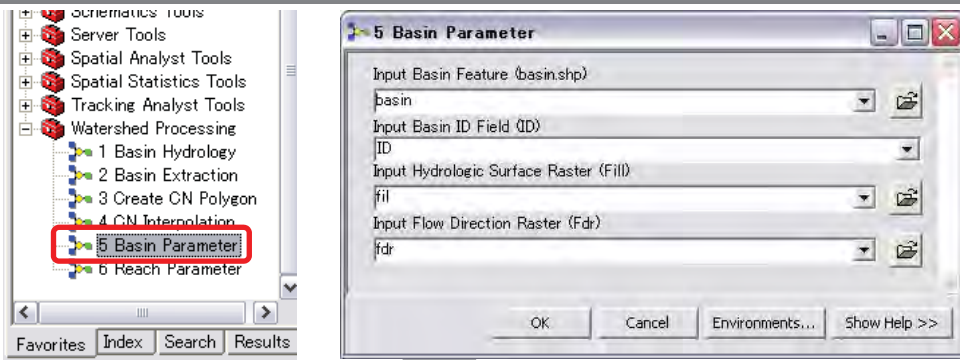 Schematics Tools
Server Tools
Spatial Analyst Tools
Spatial Statistics Tools
Tracking Analyst Tools
Watershed Processing
1 Basin Hydrology
2 Basin Extraction
3 Create CN Polygon
4 CN Interpolation
5 Basin Parameter
6 Reach Parameter
Favorites Index Search Results
5 Basin Parameter
Input Basin Feature (basin.shp)
basin
Input Basin ID Field (ID)
ID
Input Hydrologic Surface Raster (Fill)
fil
Input Flow Direction Raster (Fdr)
fdr
OK Cancel Environments... Show Help >>